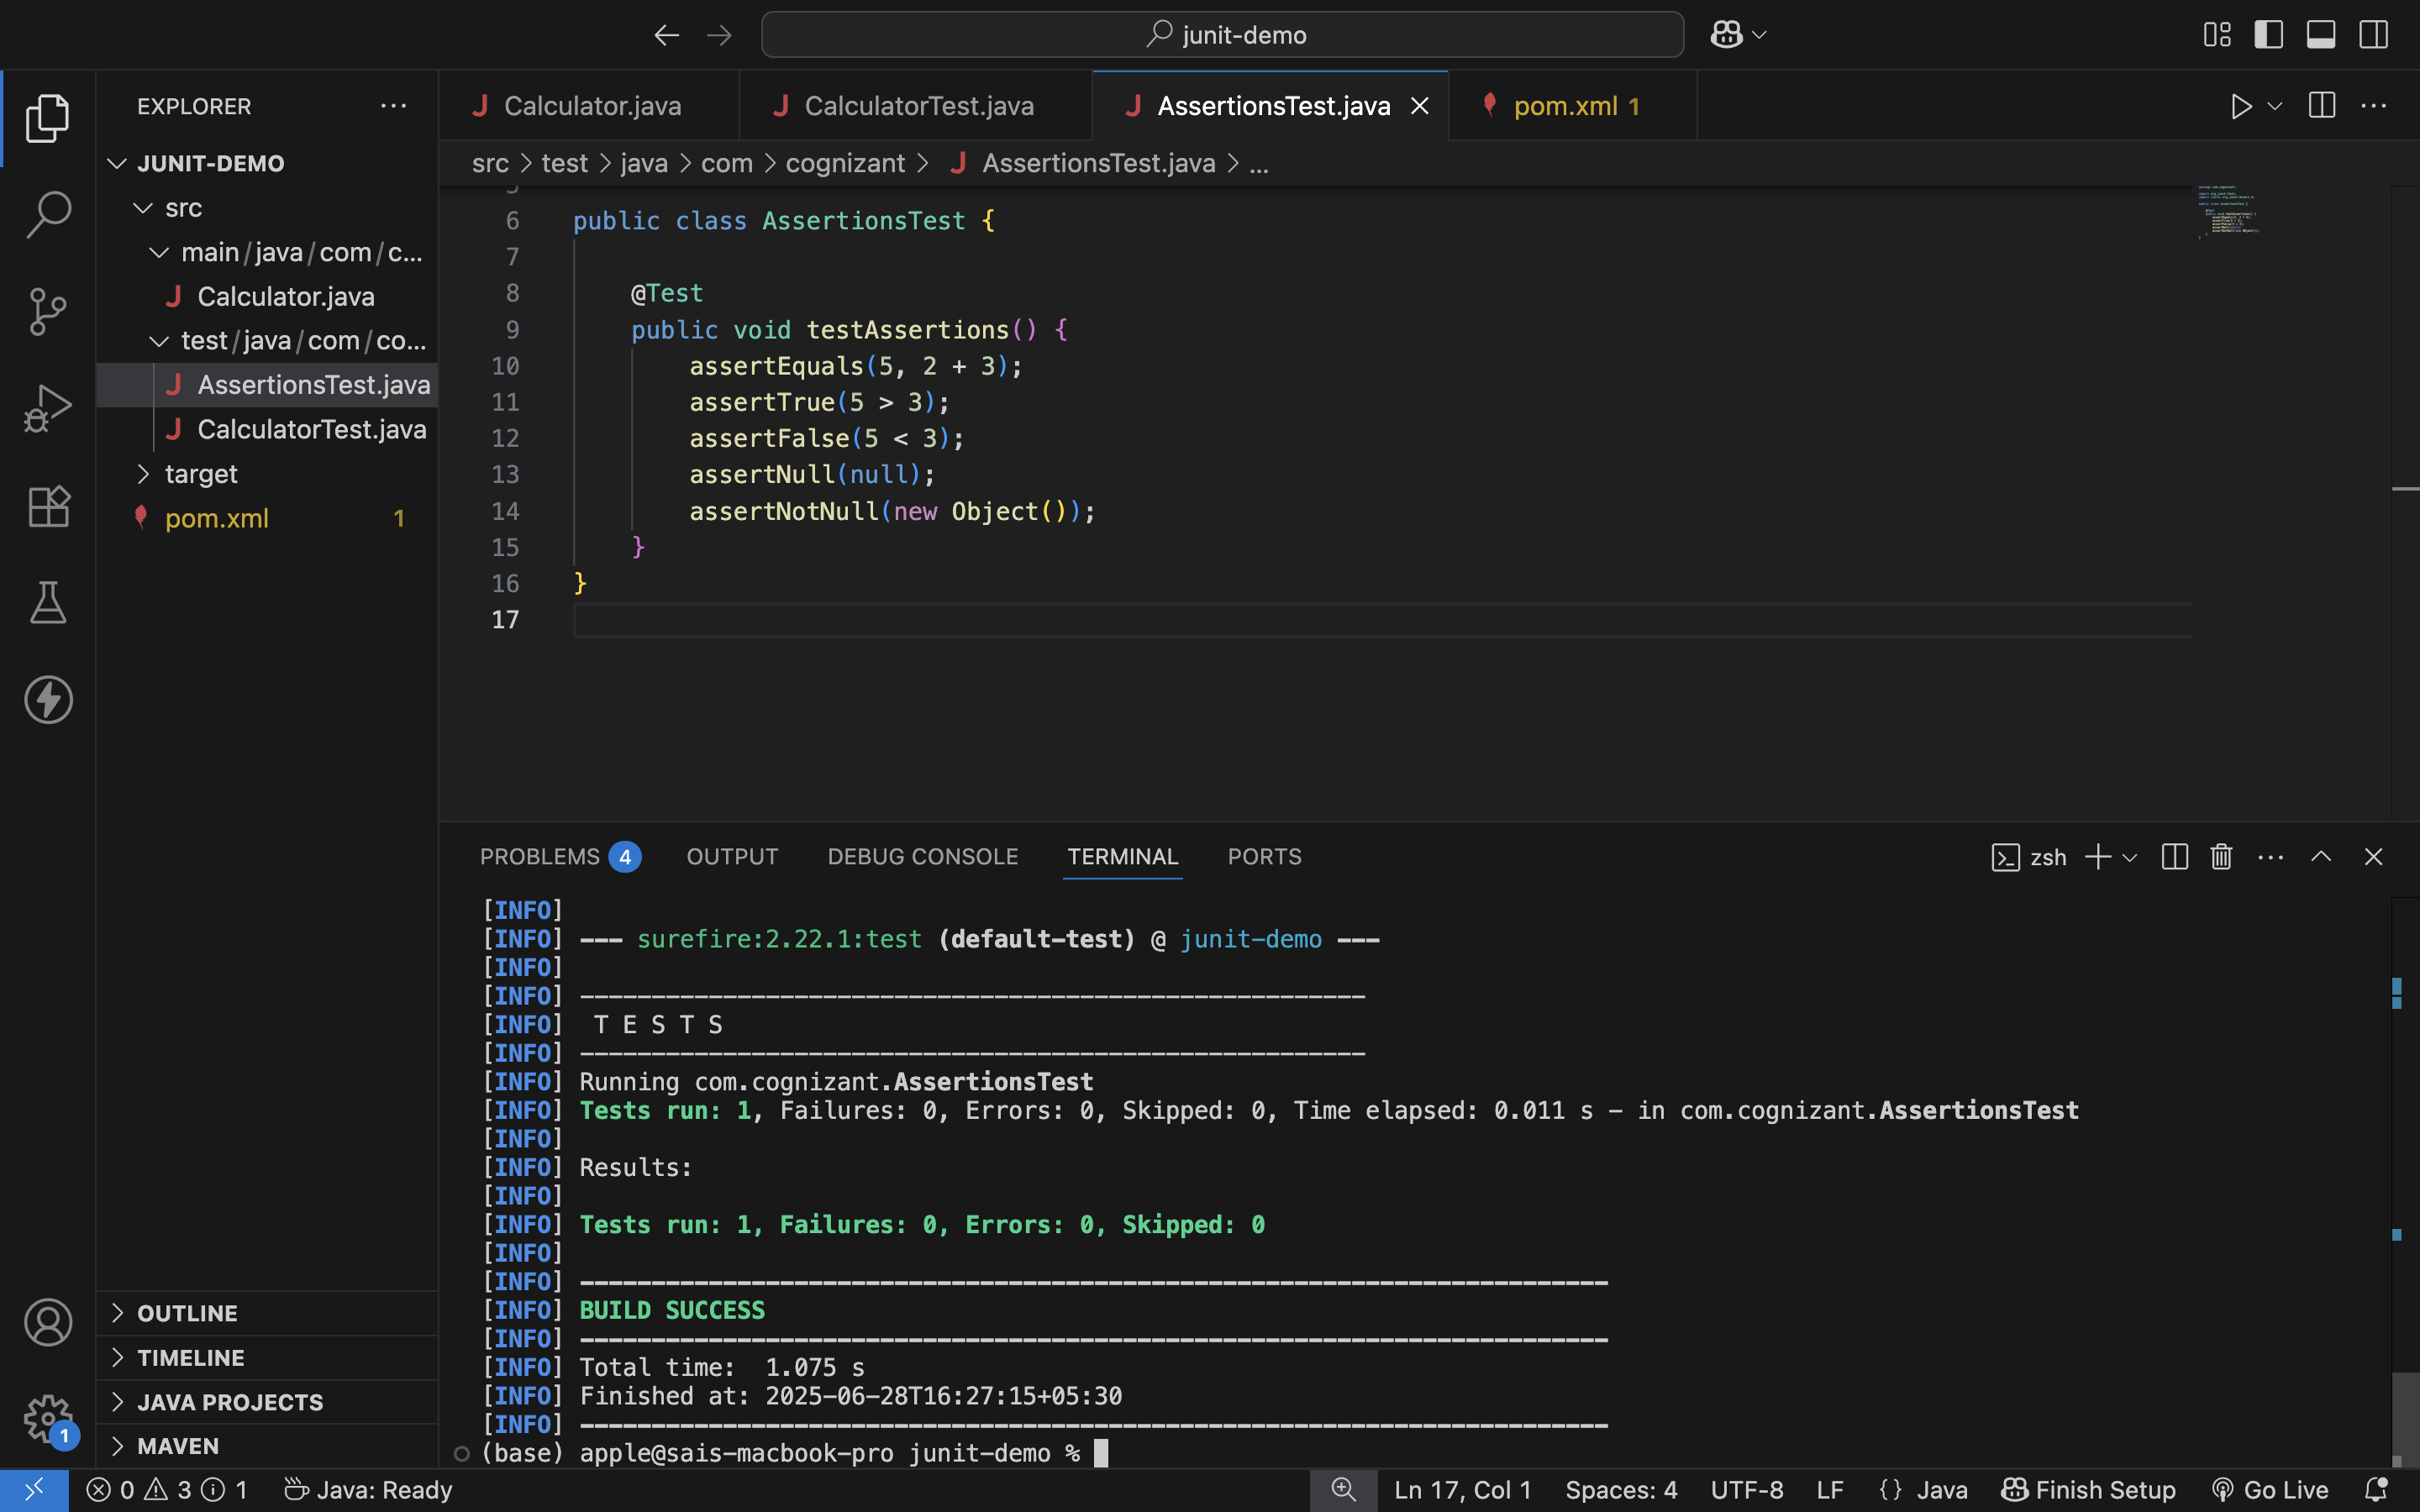 junit-demo
EXPLORER
JUNIT-DEMO
src
main/java/com/c...
Calculator.java
test/java/com/co...
AssertionsTest.java
CalculatorTest.java
target
pom.xml 1
OUTLINE
TIMELINE
JAVA PROJECTS
MAVEN
1
Calculator.java
CalculatorTest.java
AssertionsTest.java
pom.xml 1
src > test > java > com > cognizant > AssertionsTest.java > ...
6 public class AssertionsTest {
7
8 @Test
9 public void testAssertions() {
10 assertEquals(5, 2 + 3);
11 assertTrue(5 > 3);
12 assertFalse(5 < 3);
13 assertNull(null);
14 assertNotNull(new Object());
15 }
16 }
17
PROBLEMS 4 OUTPUT DEBUG CONSOLE TERMINAL PORTS
zsh
[INFO]
[INFO] --- surefire:2.22.1:test (default-test) @ junit-demo ---
[INFO]
[INFO] -------------------------------------------------------
[INFO]  T E S T S
[INFO] -------------------------------------------------------
[INFO] Running com.cognizant.AssertionsTest
[INFO] Tests run: 1, Failures: 0, Errors: 0, Skipped: 0, Time elapsed: 0.011 s - in com.cognizant.AssertionsTest
[INFO]
[INFO] Results:
[INFO]
[INFO] Tests run: 1, Failures: 0, Errors: 0, Skipped: 0
[INFO]
[INFO] ------------------------------------------------------------------------
[INFO] BUILD SUCCESS
[INFO] ------------------------------------------------------------------------
[INFO] Total time:  1.075 s
[INFO] Finished at: 2025-06-28T16:27:15+05:30
[INFO] ------------------------------------------------------------------------
(base) apple@sais-macbook-pro junit-demo %
0 3 1 Java: Ready Ln 17, Col 1 Spaces: 4 UTF-8 LF {} Java Finish Setup Go Live